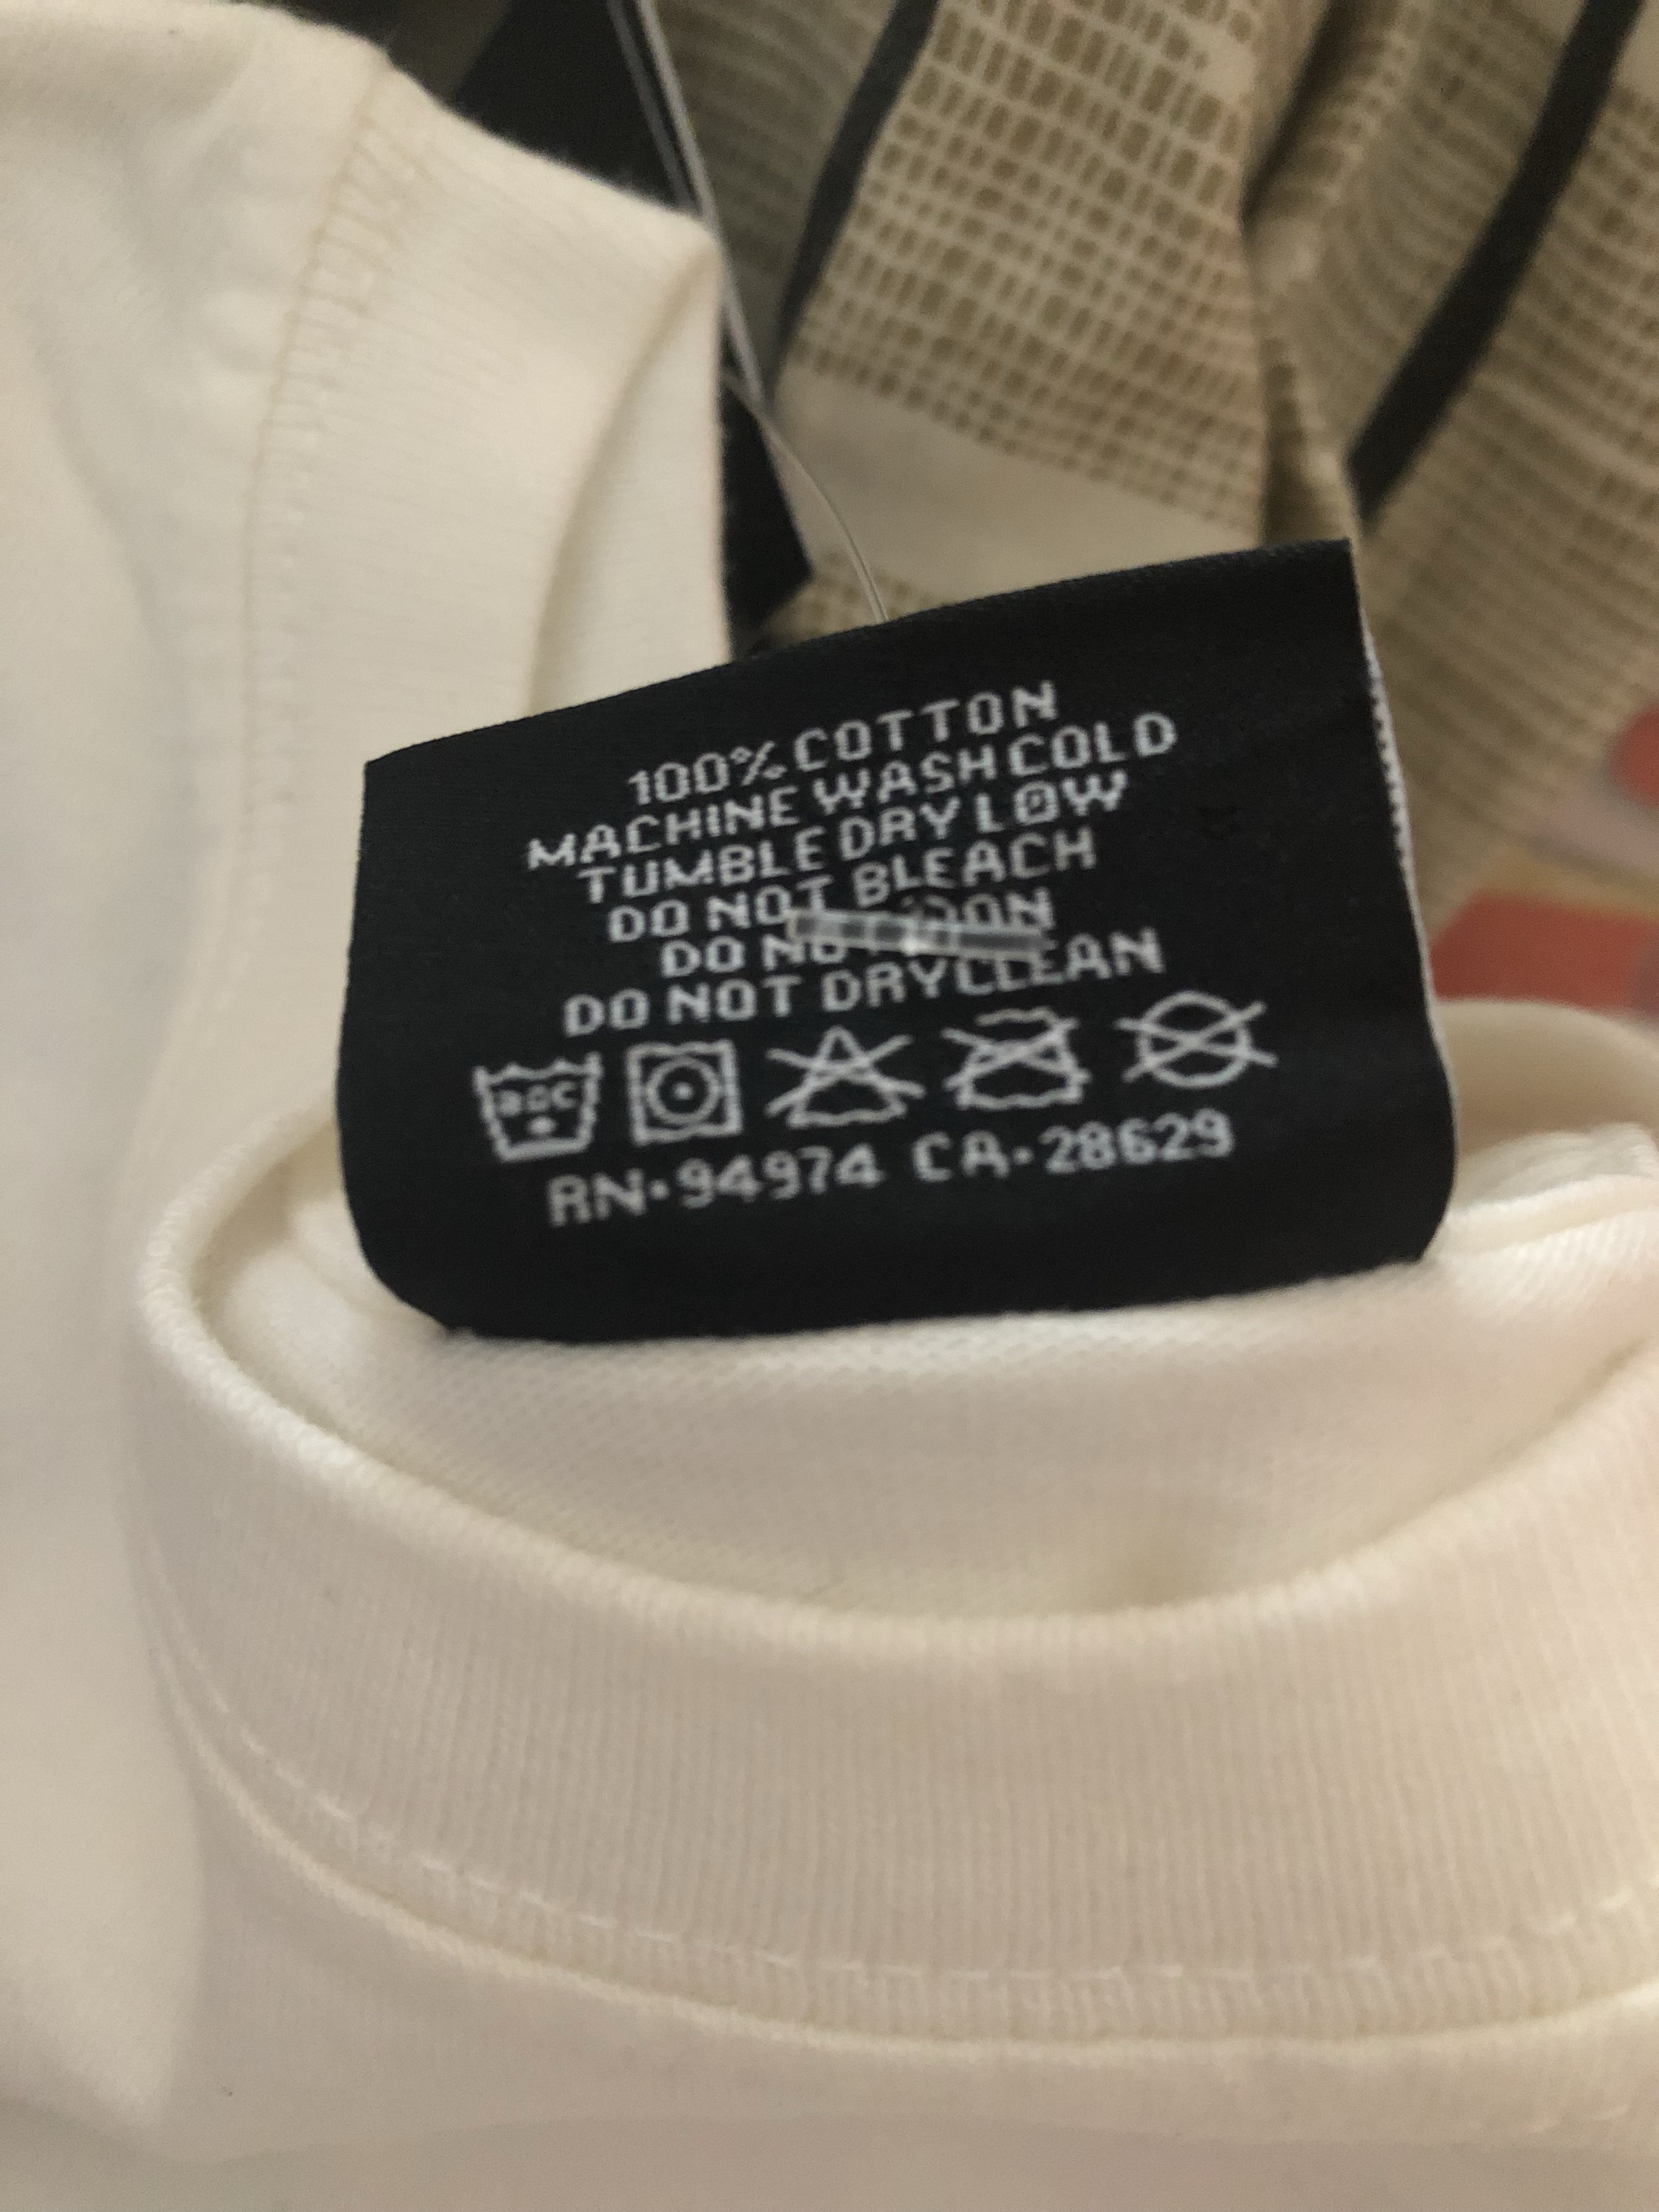 100% COTTON
MACHINE WASH COLD
TUMBLE DRY LOW
DO NOT BLEACH
DO
DO NOT DRYCLEAN
RN·94974 CA·28629